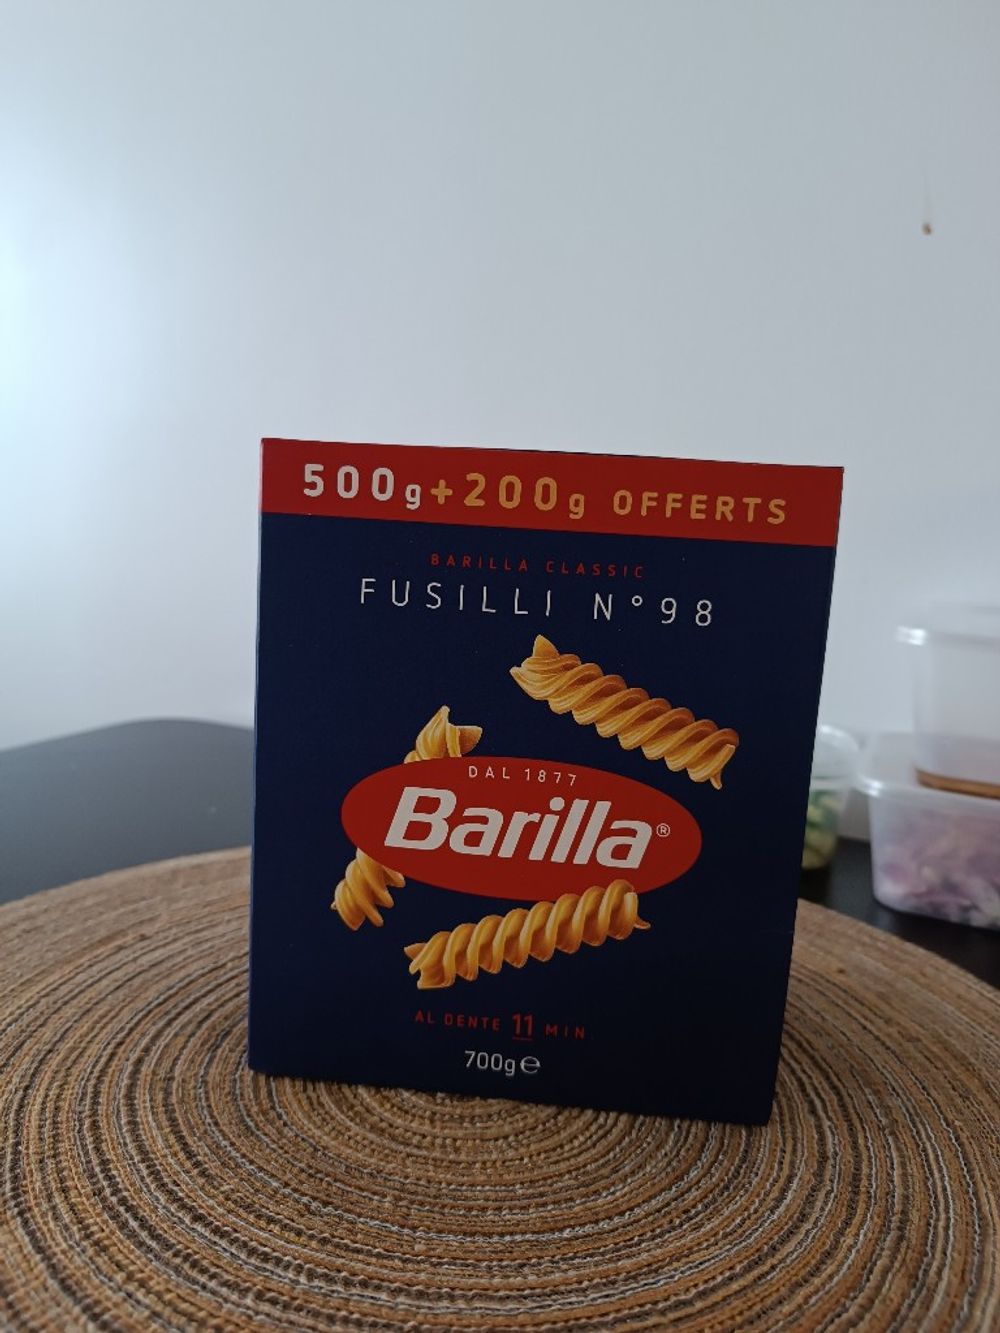 500g+200g OFFERTS
BARILLA CLASSIC
FUSILLI N°98
DAL 1877
Barilla®
AL DENTE 11 MIN
700g℮